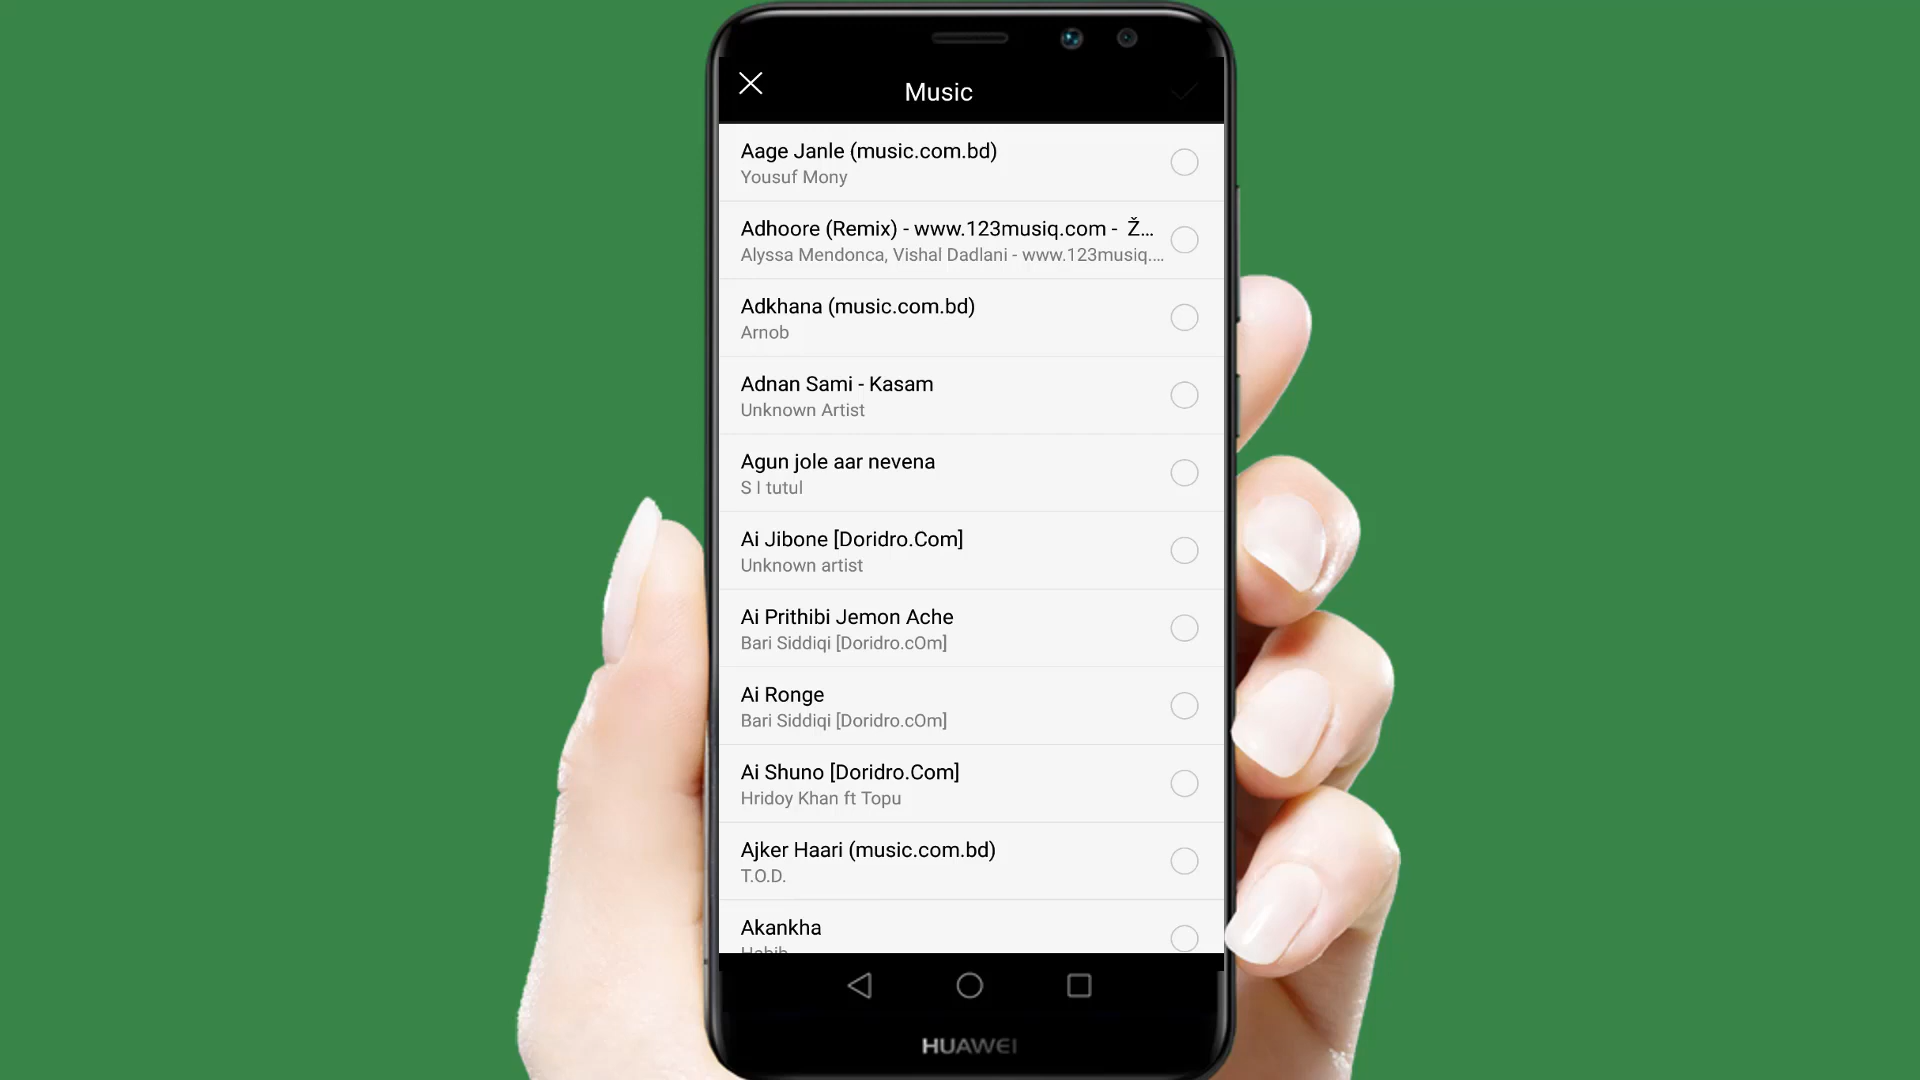 Music
Aage Janle (music.com.bd)
Yousuf Mony
Adhoore (Remix) - www.123musiq.com - Ž...
Alyssa Mendonca, Vishal Dadlani - www.123musiq....
Adkhana (music.com.bd)
Arnob
Adnan Sami - Kasam
Unknown Artist
Agun jole aar nevena
S I tutul
Ai Jibone [Doridro.Com]
Unknown artist
Ai Prithibi Jemon Ache
Bari Siddiqi [Doridro.cOm]
Ai Ronge
Bari Siddiqi [Doridro.cOm]
Ai Shuno [Doridro.Com]
Hridoy Khan ft Topu
Ajker Haari (music.com.bd)
T.O.D.
Akankha
Habib
HUAWEI